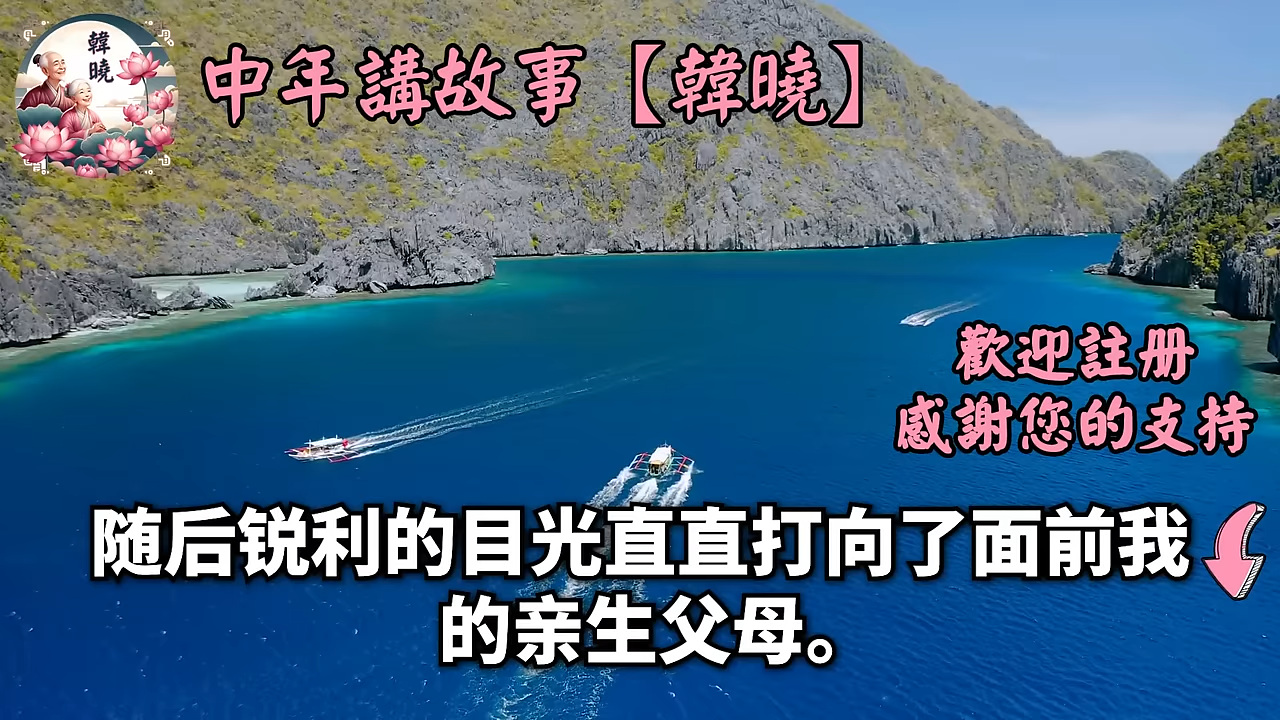 韓
曉
中年講故事【韓曉】
歡迎註册
感謝您的支持
随后锐利的目光直直打向了面前我
的亲生父母。